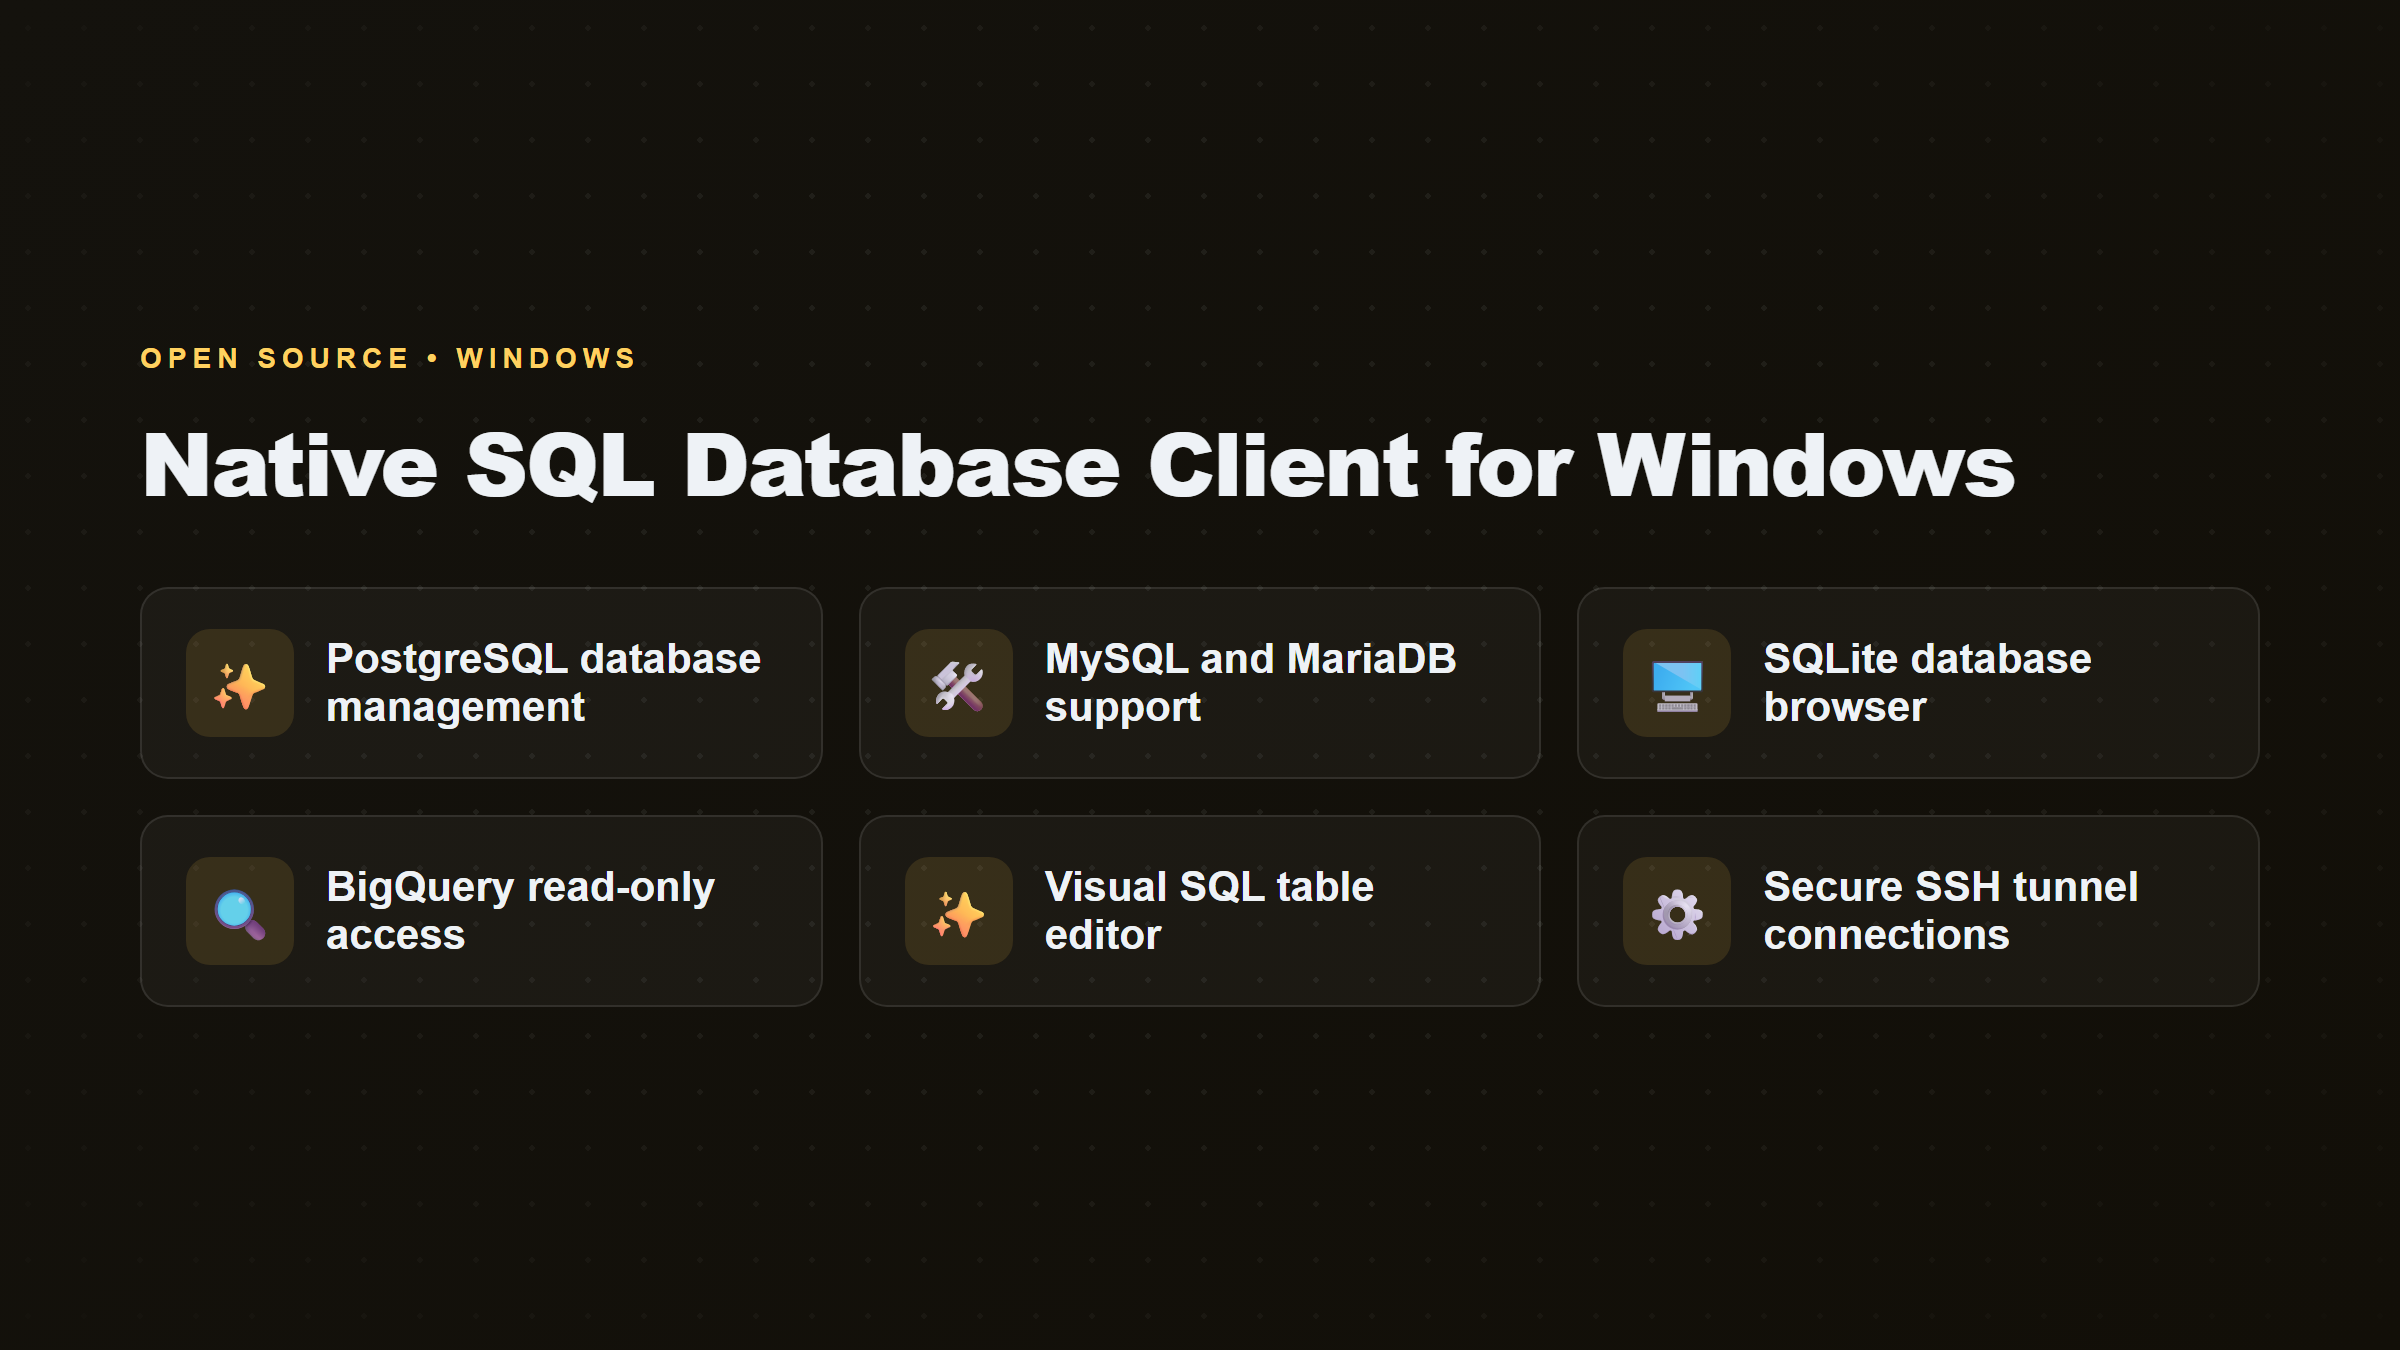 OPEN SOURCE • WINDOWS
Native SQL Database Client for Windows
PostgreSQL database
management
MySQL and MariaDB
support
SQLite database
browser
BigQuery read-only
access
Visual SQL table
editor
Secure SSH tunnel
connections